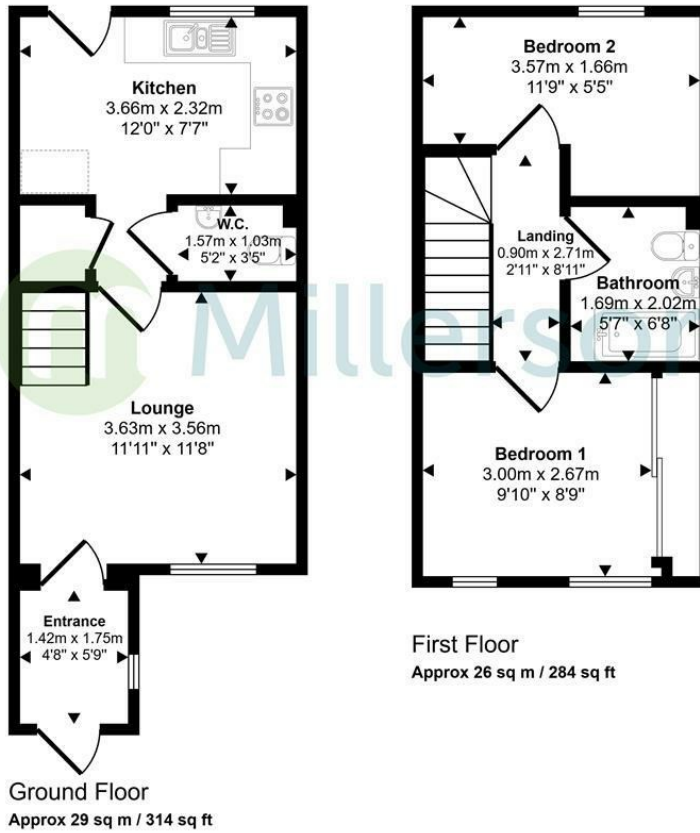 Kitchen
3.66m x 2.32m
12'0" x 7'7"
W.C.
1.57m x 1.03m
5'2" x 3'5"
Lounge
3.63m x 3.56m
11'11" x 11'8"
Entrance
1.42m x 1.75m
4'8" x 5'9"
Ground Floor
Approx 29 sq m / 314 sq ft
Bedroom 2
3.57m x 1.66m
11'9" x 5'5"
Landing
0.90m x 2.71m
2'11" x 8'11"
Bathroom
1.69m x 2.02m
5'7" x 6'8"
Bedroom 1
3.00m x 2.67m
9'10" x 8'9"
First Floor
Approx 26 sq m / 284 sq ft
m Millerson